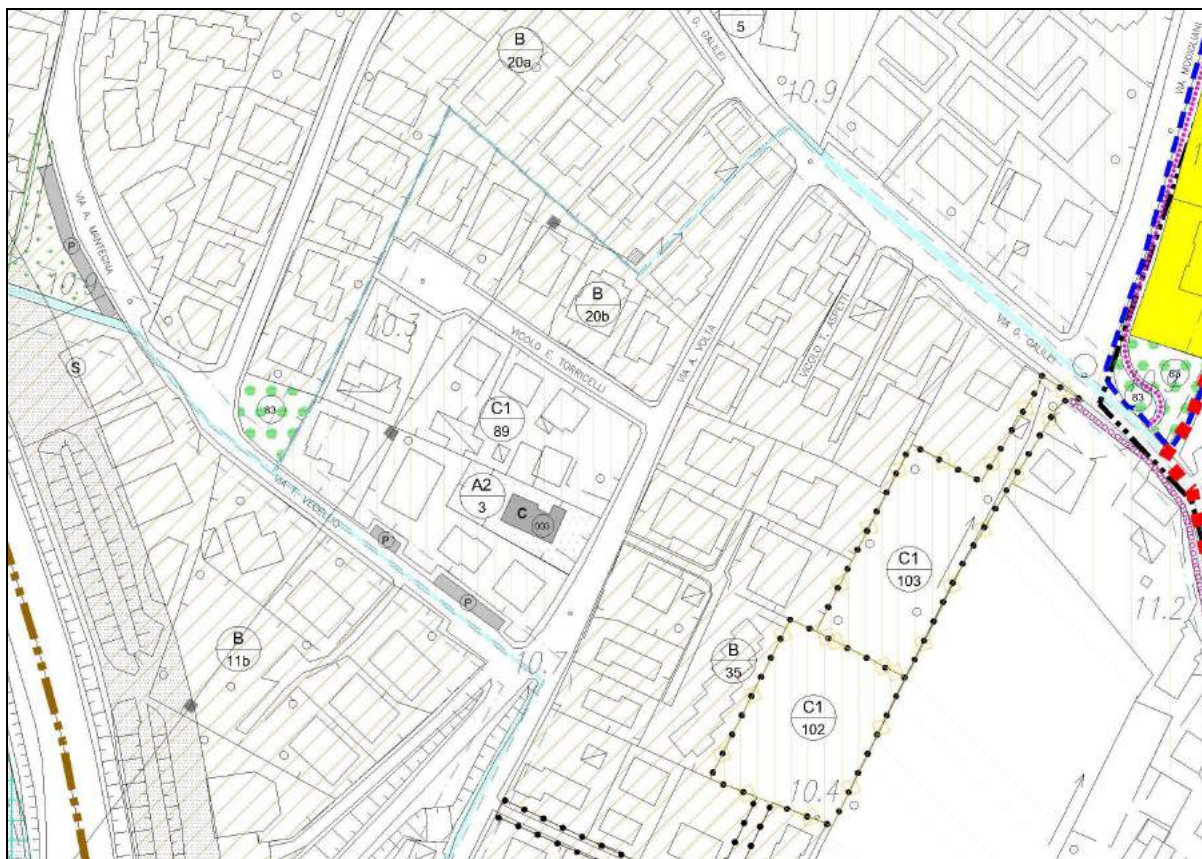 B
20a
VIA G. GALILEI
5
10.9
VIA MODIGLIANI
VIA A. MANTEGNA
P
S
B
20b
10.3
VICOLO E. TORRICELLI
VIA A. VOLTA
VICOLO T. ASPETTI
VIA G. GALILEI
83
83
83
C1
89
A2
3
C
003
VIA F. VECELLIO
P
P
C1
103
11.2
B
11b
10.7
B
35
C1
102
10.4